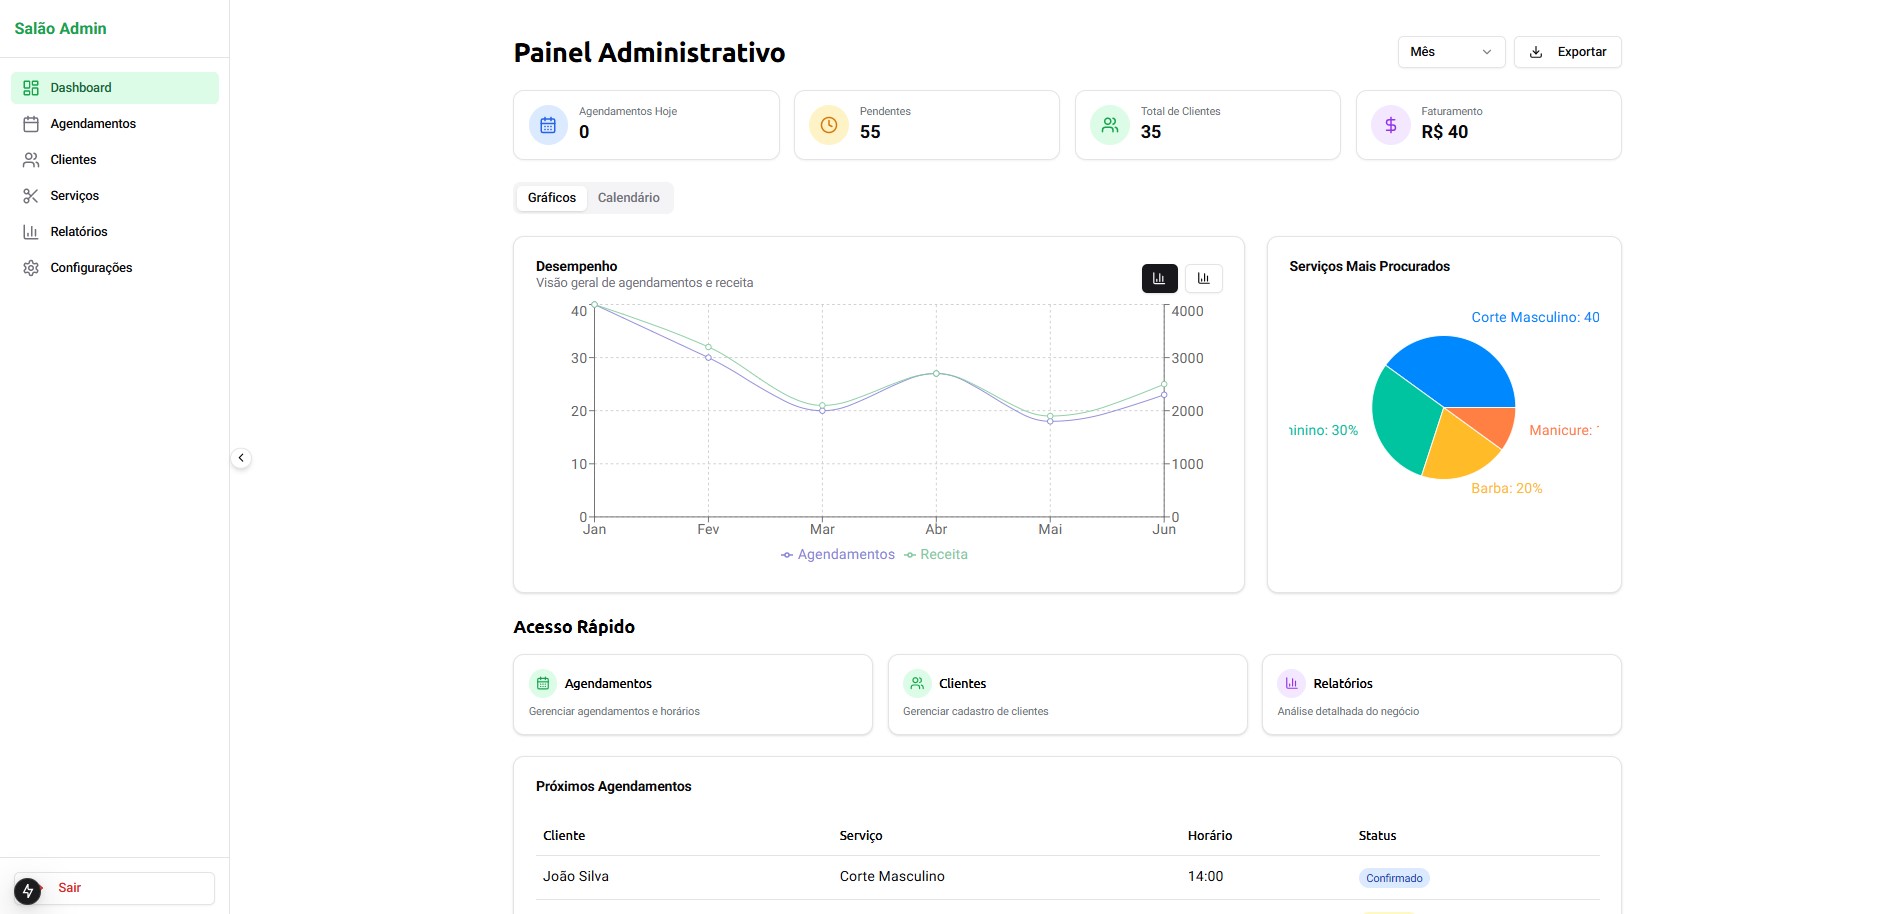 Salão Admin
Dashboard
Agendamentos
Clientes
Serviços
Relatórios
Configurações
Sair
Painel Administrativo
Mês
Exportar
Agendamentos Hoje
0
Pendentes
55
Total de Clientes
35
Faturamento
R$ 40
Gráficos
Calendário
Desempenho
Visão geral de agendamentos e receita
40
30
20
10
0
4000
3000
2000
1000
0
Jan Fev Mar Abr Mai Jun
Agendamentos Receita
Serviços Mais Procurados
Corte Masculino: 40
30%
Manicure:
Barba: 20%
Acesso Rápido
Agendamentos
Gerenciar agendamentos e horários
Clientes
Gerenciar cadastro de clientes
Relatórios
Análise detalhada do negócio
Próximos Agendamentos
Cliente Serviço Horário Status
João Silva Corte Masculino 14:00 Confirmado